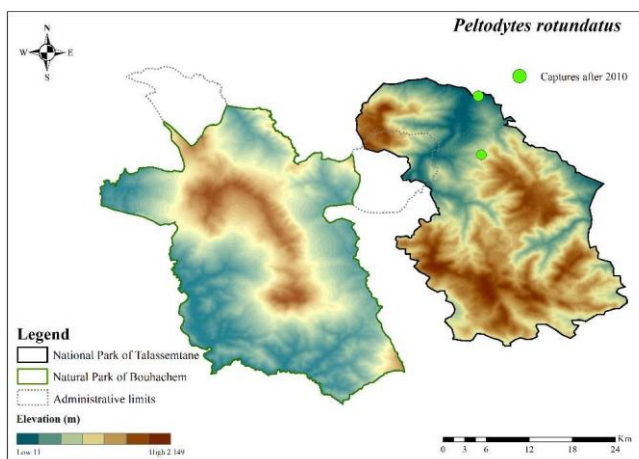 Peltodytes rotundatus
N
W E
S
Captures after 2010
Legend
National Park of Talassemtane
Natural Park of Bouhachem
Administrative limits
Elevation (m)
Low 11 High 2 149
Km
0 3 6 12 18 24